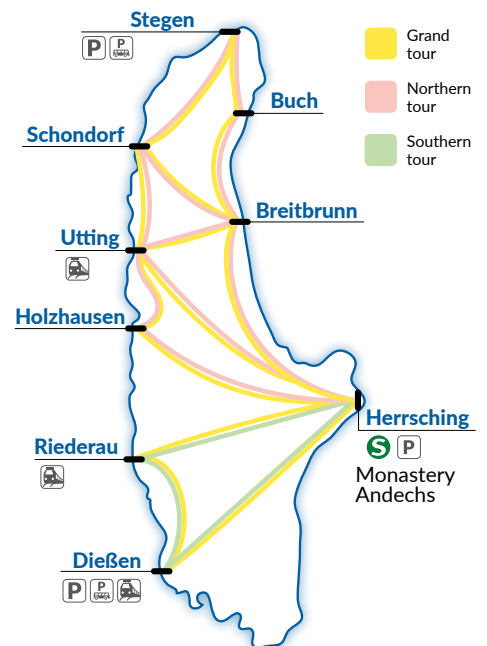 Stegen
P
P
Grand
tour
Northern
tour
Buch
Schondorf
Southern
tour
Breitbrunn
Utting
Holzhausen
Herrsching
S P
Riederau
Monastery
Andechs
Dießen
P
P